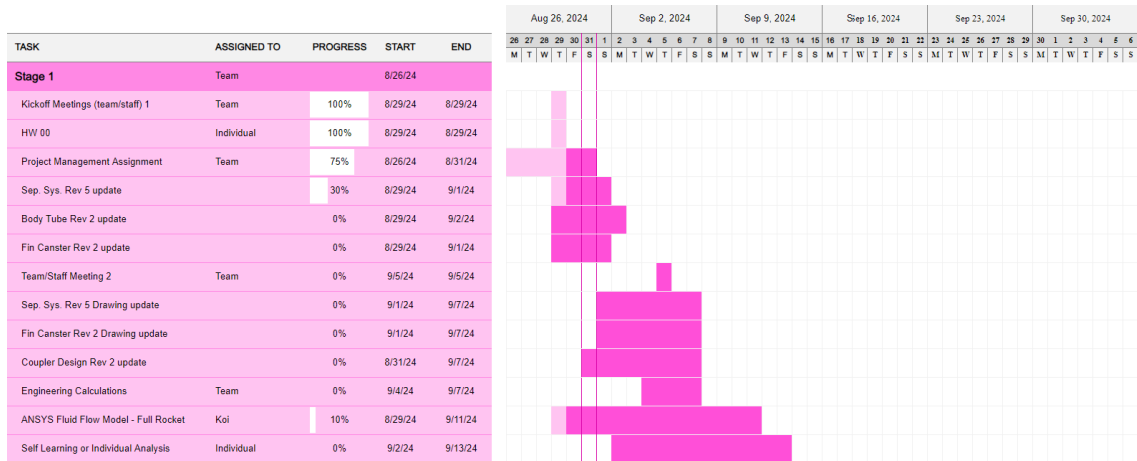 Aug 26, 2024 Sep 2, 2024 Sep 9, 2024 Sep 16, 2024 Sep 23, 2024 Sep 30, 2024
26 27 28 29 30 31 1 2 3 4 5 6 7 8 9 10 11 12 13 14 15 16 17 18 19 20 21 22 23 24 25 26 27 28 29 30 1 2 3 4 5 6
TASK ASSIGNED TO PROGRESS START END M T W T F S S M T W T F S S M T W T F S S M T W T F S S M T W T F S S M T W T F S S
Stage 1 Team 8/26/24
Kickoff Meetings (team/staff) 1 Team 100% 8/29/24 8/29/24
HW 00 Individual 100% 8/29/24 8/29/24
Project Management Assignment Team 75% 8/26/24 8/31/24
Sep. Sys. Rev 5 update 30% 8/29/24 9/1/24
Body Tube Rev 2 update 0% 8/29/24 9/2/24
Fin Canster Rev 2 update 0% 8/29/24 9/1/24
Team/Staff Meeting 2 Team 0% 9/5/24 9/5/24
Sep. Sys. Rev 5 Drawing update 0% 9/1/24 9/7/24
Fin Canster Rev 2 Drawing update 0% 9/1/24 9/7/24
Coupler Design Rev 2 update 0% 8/31/24 9/7/24
Engineering Calculations Team 0% 9/4/24 9/7/24
ANSYS Fluid Flow Model - Full Rocket Koi 10% 8/29/24 9/11/24
Self Learning or Individual Analysis Individual 0% 9/2/24 9/13/24